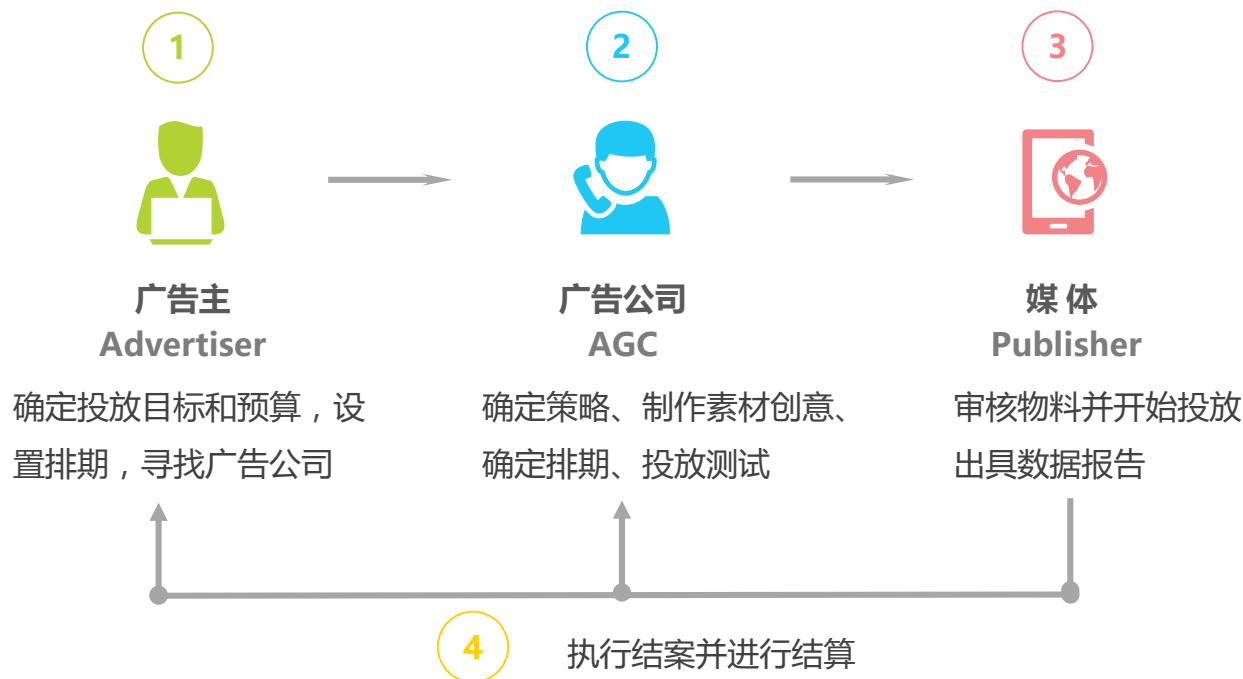 1
2
3
广告主
Advertiser
确定投放目标和预算，设
置排期，寻找广告公司
广告公司
AGC
确定策略、制作素材创意、
确定排期、投放测试
媒 体
Publisher
审核物料并开始投放
出具数据报告
4
执行结案并进行结算